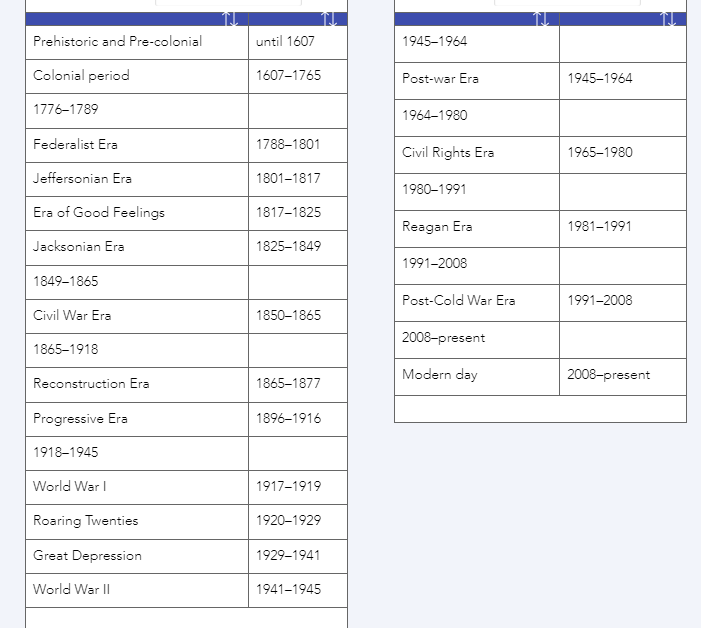 Prehistoric and Pre-colonial until 1607
Colonial period 1607–1765
1776–1789
Federalist Era 1788–1801
Jeffersonian Era 1801–1817
Era of Good Feelings 1817–1825
Jacksonian Era 1825–1849
1849–1865
Civil War Era 1850–1865
1865–1918
Reconstruction Era 1865–1877
Progressive Era 1896–1916
1918–1945
World War I 1917–1919
Roaring Twenties 1920–1929
Great Depression 1929–1941
World War II 1941–1945
1945–1964
Post-war Era 1945–1964
1964–1980
Civil Rights Era 1965–1980
1980–1991
Reagan Era 1981–1991
1991–2008
Post-Cold War Era 1991–2008
2008–present
Modern day 2008–present